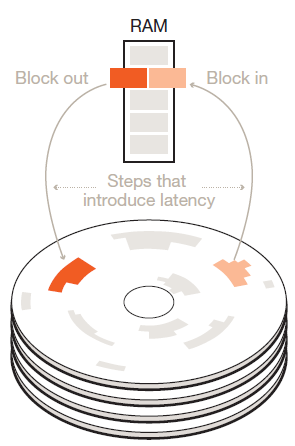 RAM
Block out
Block in
Steps that
introduce latency